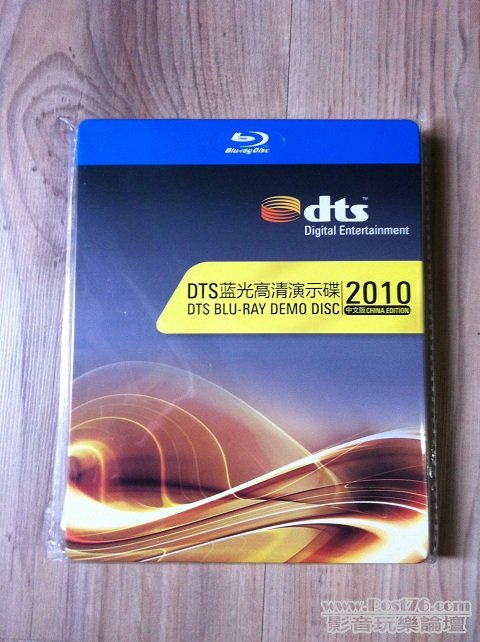 Blu-ray Disc
dts™
Digital Entertainment
DTS蓝光高清演示碟
DTS BLU-RAY DEMO DISC
2010
中文版 CHINA EDITION
www.Post76.com
影音玩樂論壇